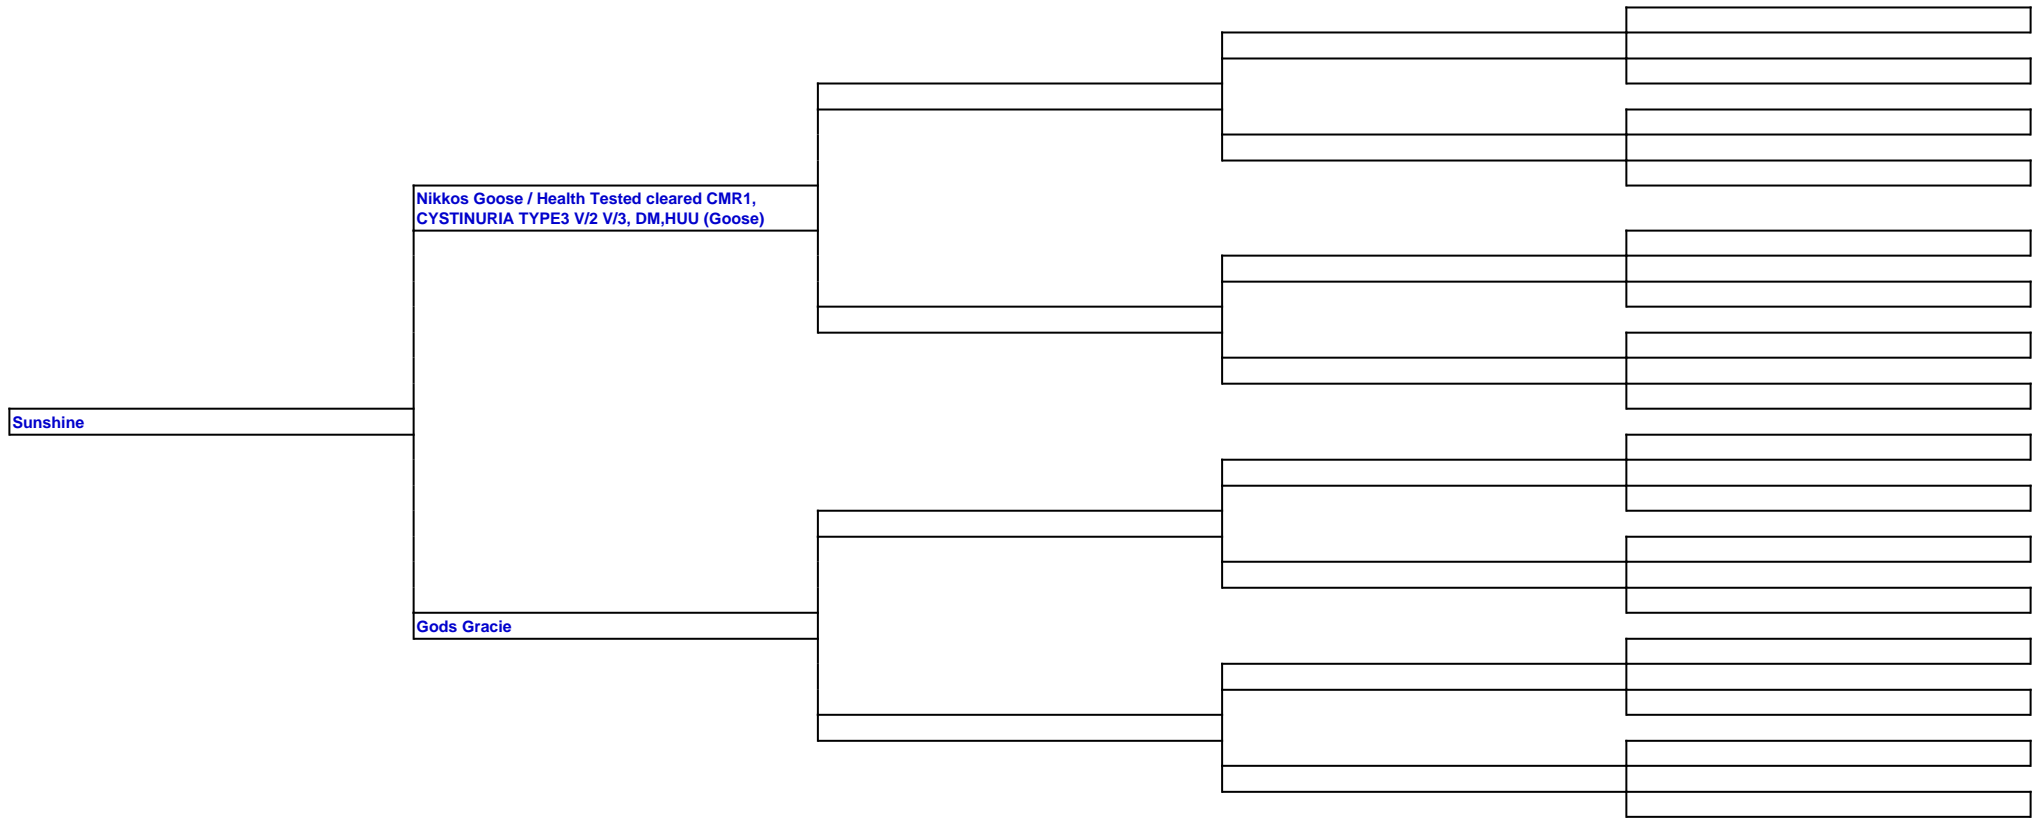 Nikkos Goose / Health Tested cleared CMR1,
CYSTINURIA TYPE3 V/2 V/3, DM,HUU (Goose)
Sunshine
Gods Gracie